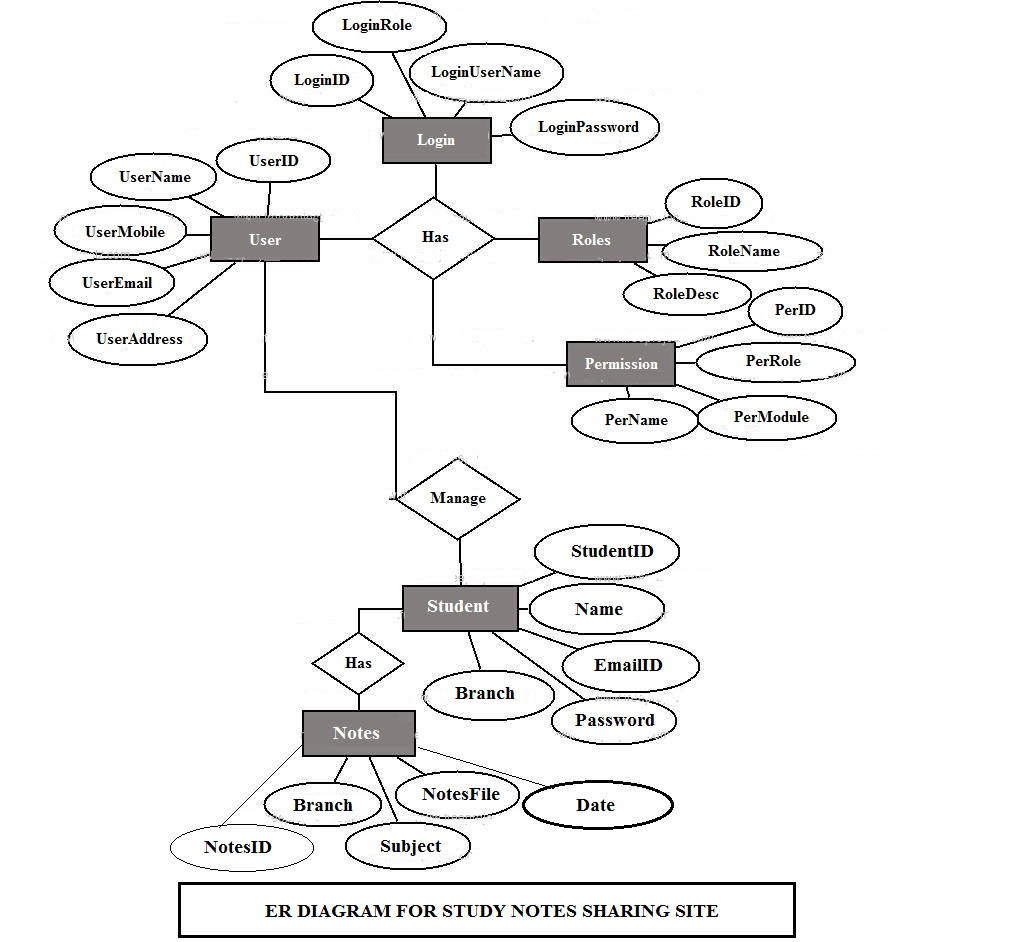 LoginRole
LoginID
LoginUserName
LoginPassword
Login
UserName
UserID
UserMobile
User
Has
Roles
RoleID
RoleName
UserEmail
RoleDesc
PerID
UserAddress
Permission
PerRole
PerName
PerModule
Manage
StudentID
Student
Name
Has
EmailID
Branch
Password
Notes
Branch
NotesFile
Date
NotesID
Subject
ER DIAGRAM FOR STUDY NOTES SHARING SITE